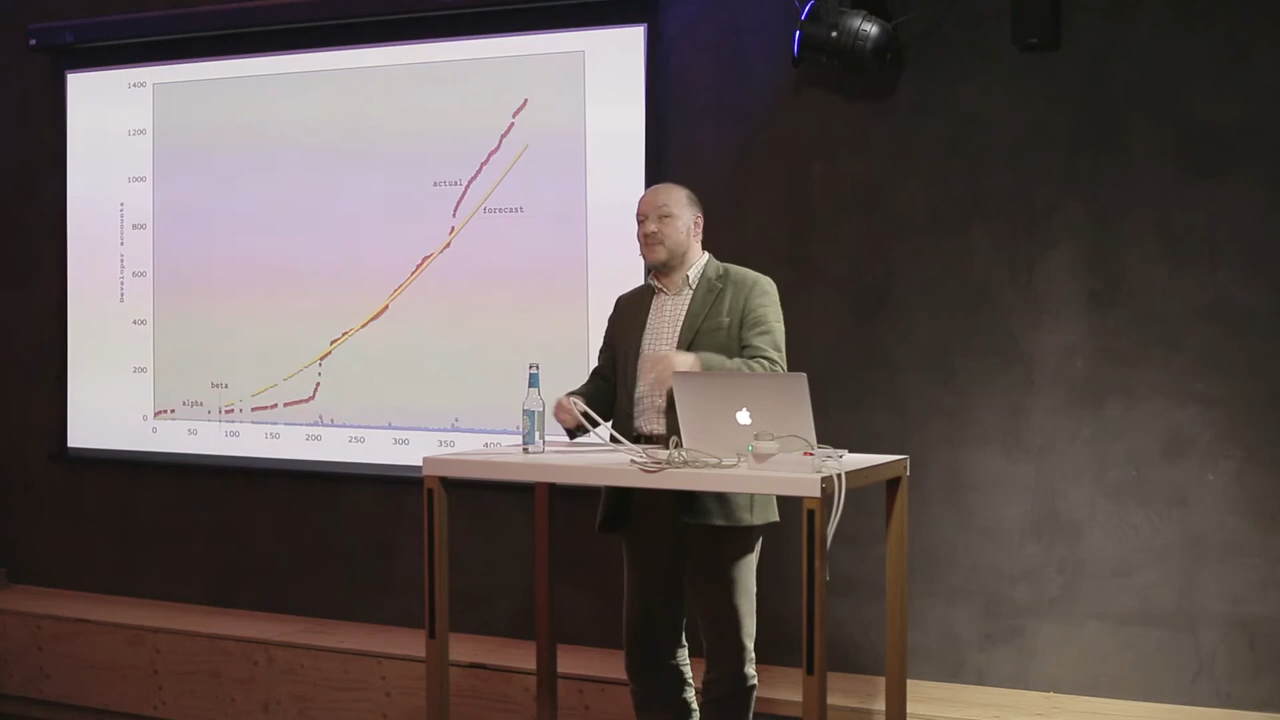 1400
1200
1000
800
600
400
200
0
Developer accounts
actual
forecast
beta
alpha
0 50 100 150 200 250 300 350 400